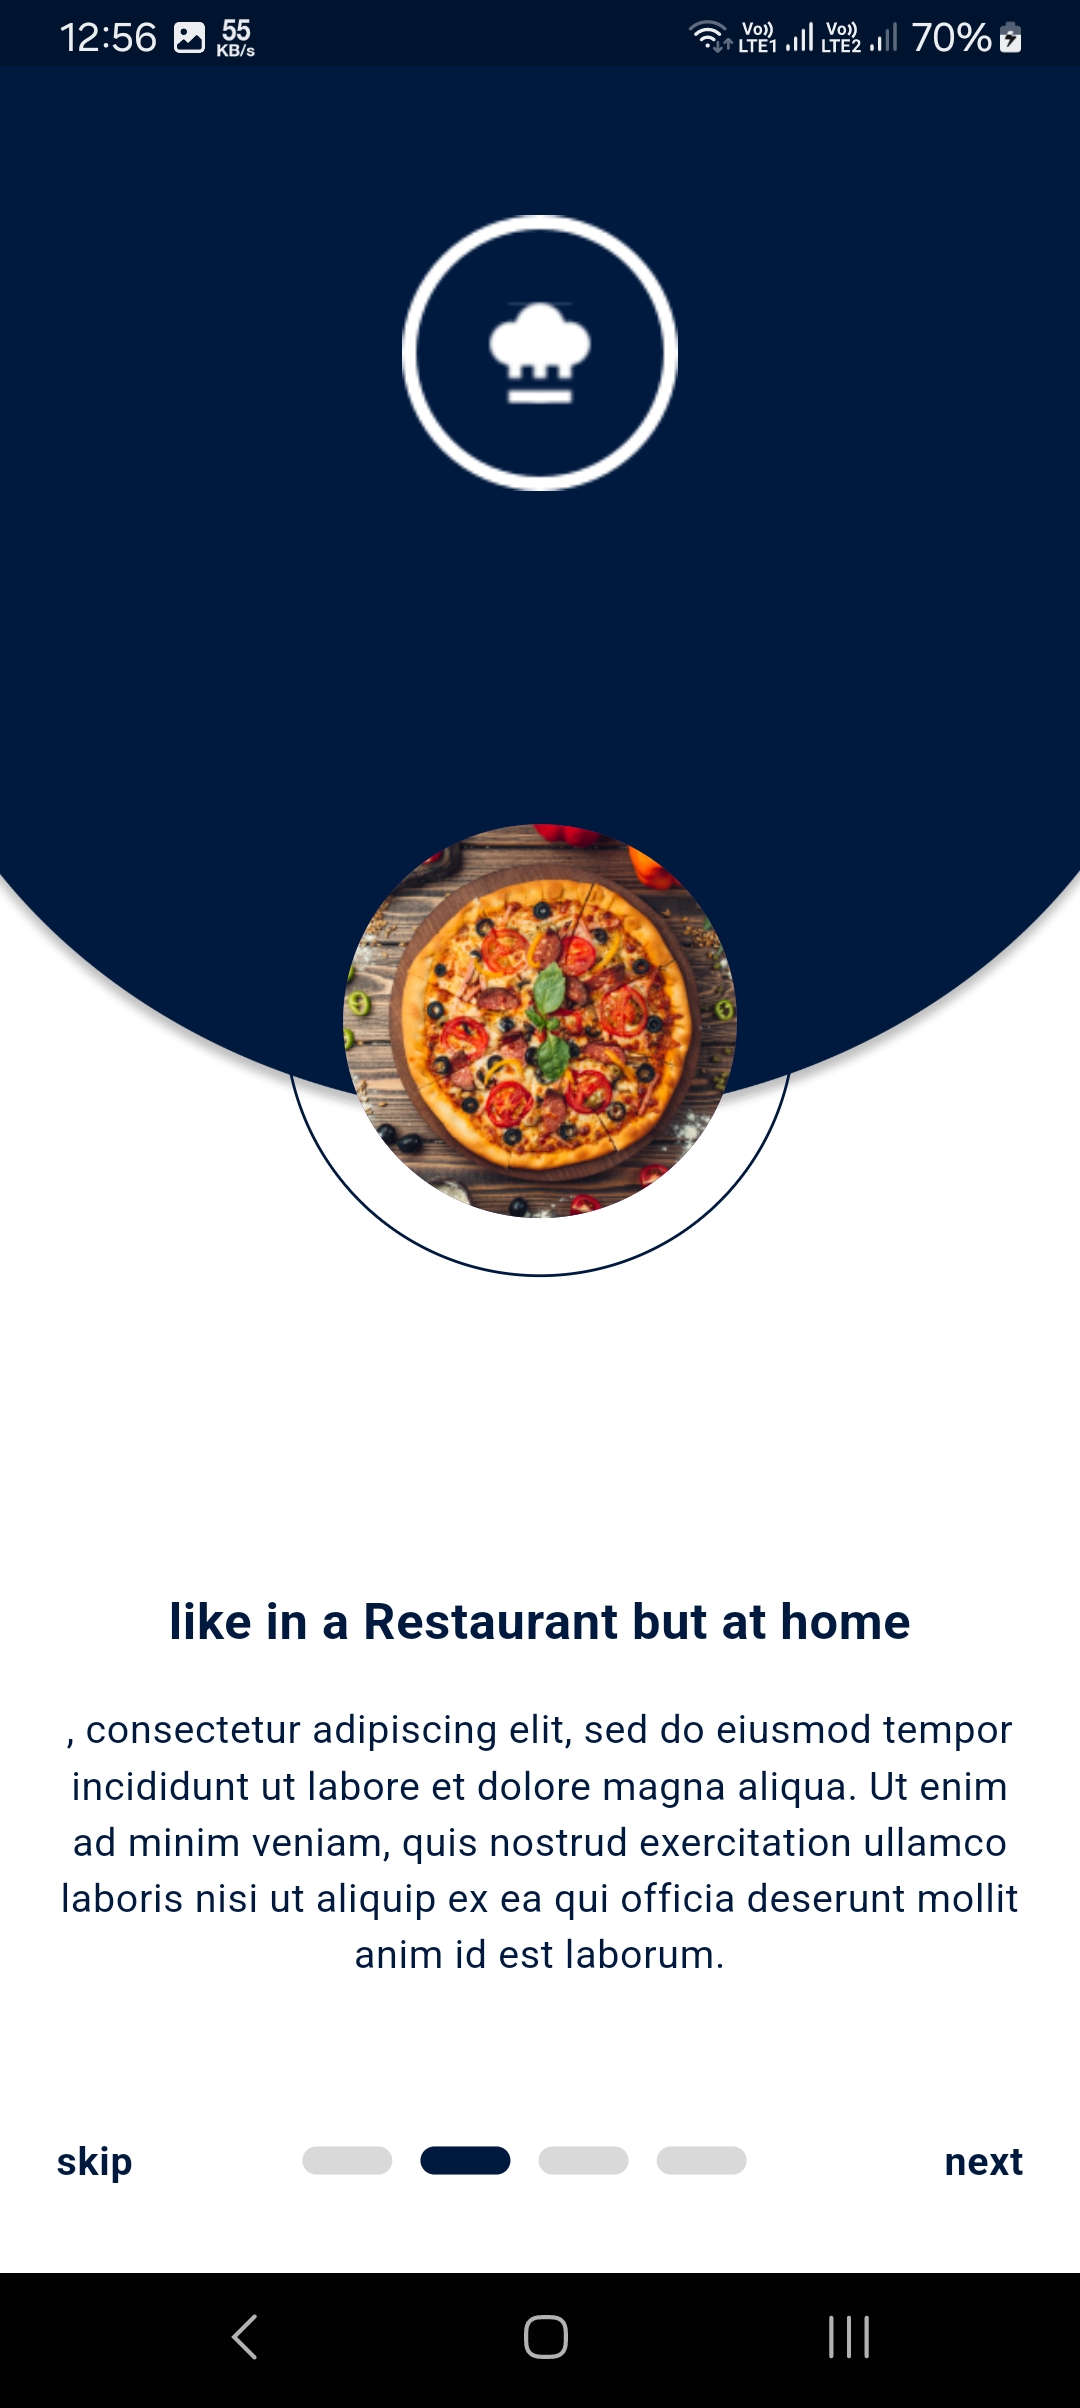 12:56 55 KB/s Vo)) LTE1 Vo)) LTE2 70%
like in a Restaurant but at home
, consectetur adipiscing elit, sed do eiusmod tempor
incididunt ut labore et dolore magna aliqua. Ut enim
ad minim veniam, quis nostrud exercitation ullamco
laboris nisi ut aliquip ex ea qui officia deserunt mollit
anim id est laborum.
skip next